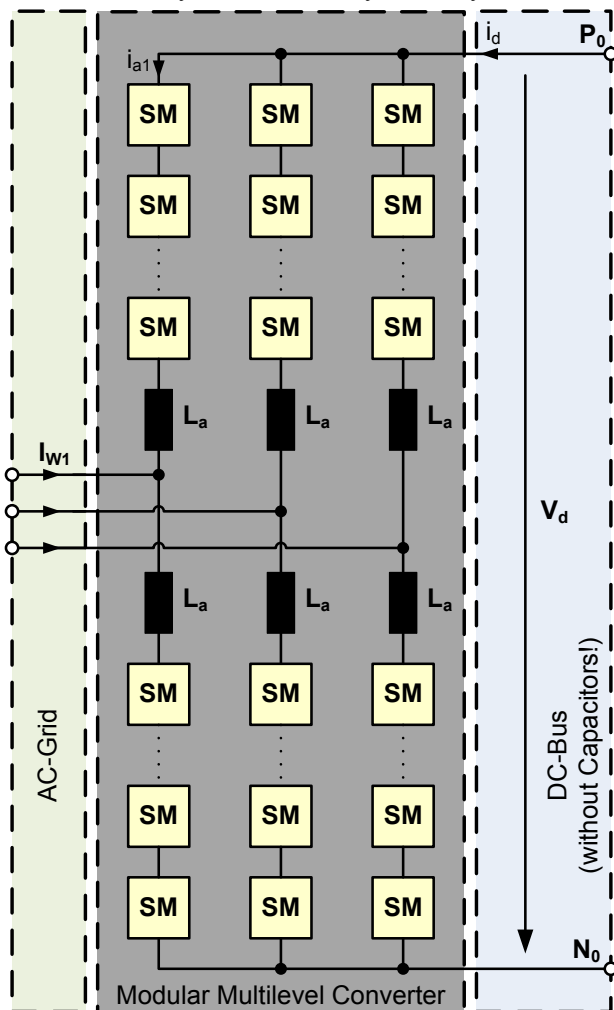 i_d P_0
i_a1
SM SM SM
SM SM SM
SM SM SM
L_a L_a L_a
I_W1
V_d
L_a L_a L_a
SM SM SM
SM SM SM
SM SM SM
AC-Grid
DC-Bus
(without Capacitors!)
N_0
Modular Multilevel Converter